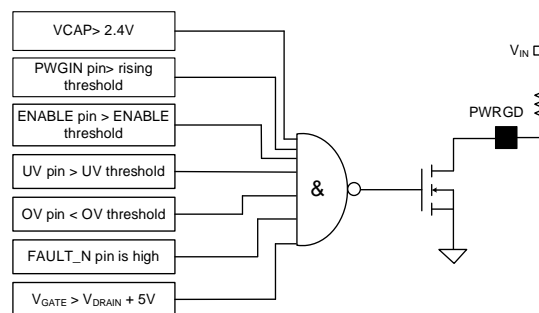 VCAP> 2.4V
PWGIN pin> rising
threshold
ENABLE pin > ENABLE
threshold
UV pin > UV threshold
OV pin < OV threshold
FAULT_N pin is high
VGATE > VDRAIN + 5V
&
PWRGD
VIN